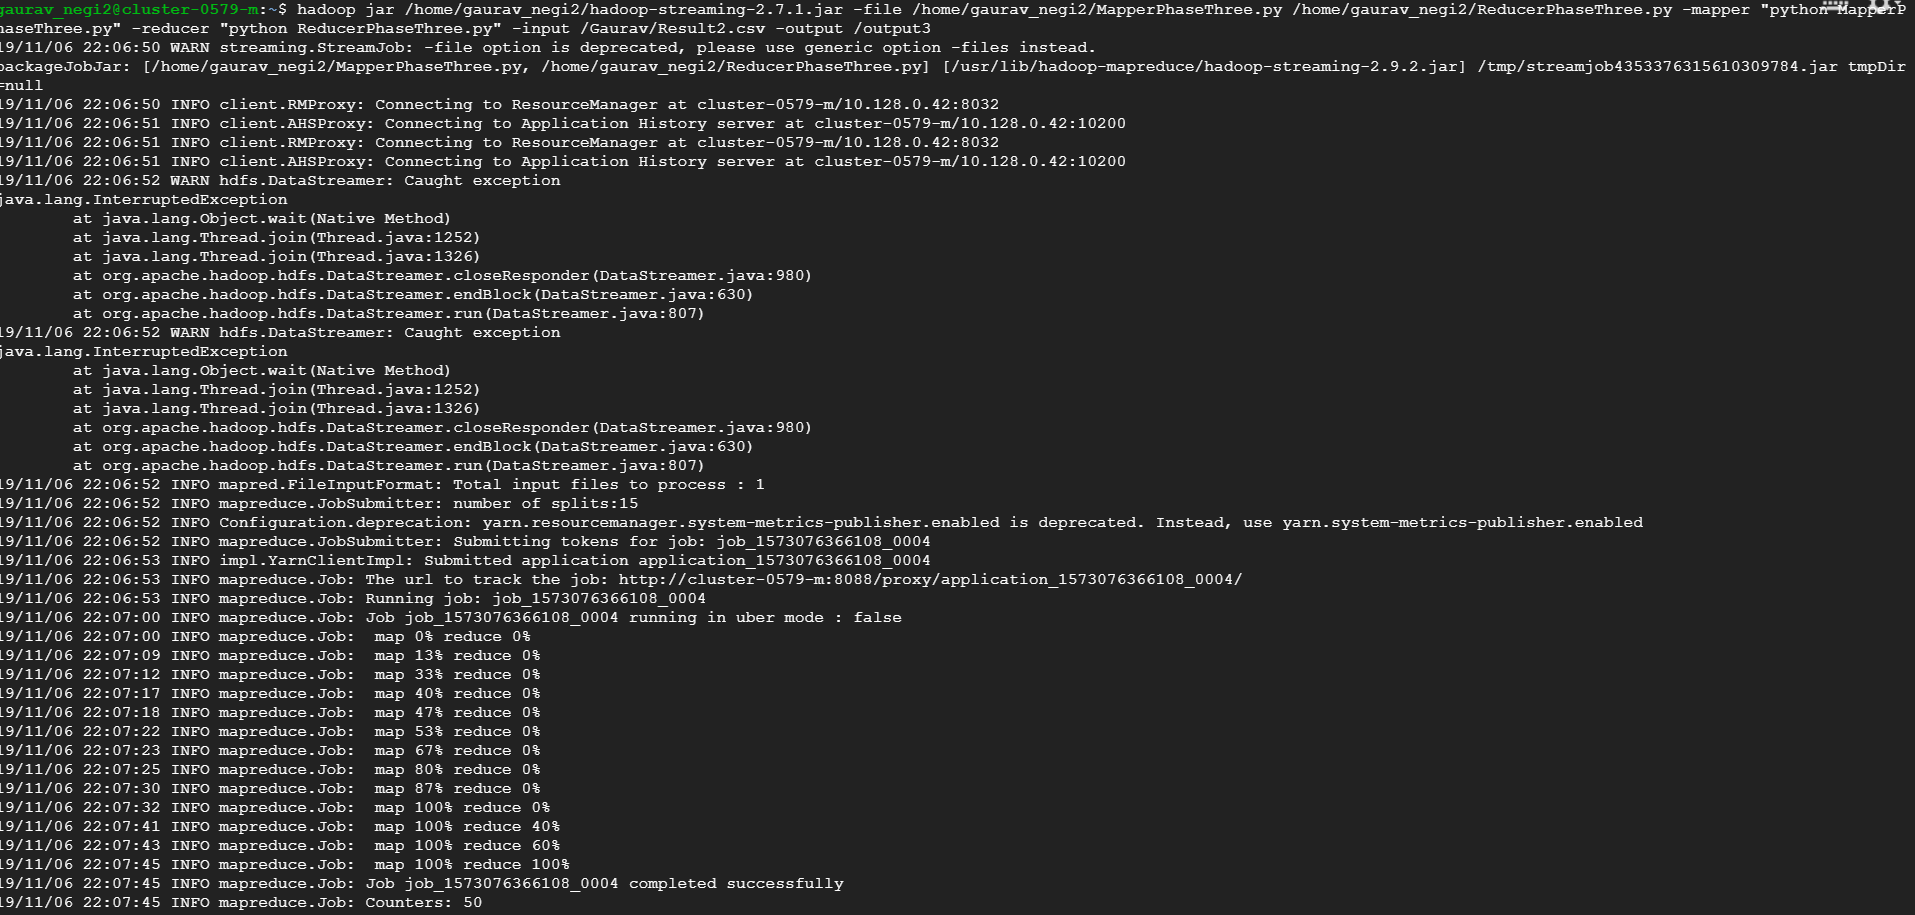 gaurav_negi2@cluster-0579-m:~$ hadoop jar /home/gaurav_negi2/hadoop-streaming-2.7.1.jar -file /home/gaurav_negi2/MapperPhaseThree.py /home/gaurav_negi2/ReducerPhaseThree.py -mapper "python MapperP
haseThree.py" -reducer "python ReducerPhaseThree.py" -input /Gaurav/Result2.csv -output /output3
19/11/06 22:06:50 WARN streaming.StreamJob: -file option is deprecated, please use generic option -files instead.
packageJobJar: [/home/gaurav_negi2/MapperPhaseThree.py, /home/gaurav_negi2/ReducerPhaseThree.py] [/usr/lib/hadoop-mapreduce/hadoop-streaming-2.9.2.jar] /tmp/streamjob4353376315610309784.jar tmpDir
=null
19/11/06 22:06:50 INFO client.RMProxy: Connecting to ResourceManager at cluster-0579-m/10.128.0.42:8032
19/11/06 22:06:51 INFO client.AHSProxy: Connecting to Application History server at cluster-0579-m/10.128.0.42:10200
19/11/06 22:06:51 INFO client.RMProxy: Connecting to ResourceManager at cluster-0579-m/10.128.0.42:8032
19/11/06 22:06:51 INFO client.AHSProxy: Connecting to Application History server at cluster-0579-m/10.128.0.42:10200
19/11/06 22:06:52 WARN hdfs.DataStreamer: Caught exception
java.lang.InterruptedException
        at java.lang.Object.wait(Native Method)
        at java.lang.Thread.join(Thread.java:1252)
        at java.lang.Thread.join(Thread.java:1326)
        at org.apache.hadoop.hdfs.DataStreamer.closeResponder(DataStreamer.java:980)
        at org.apache.hadoop.hdfs.DataStreamer.endBlock(DataStreamer.java:630)
        at org.apache.hadoop.hdfs.DataStreamer.run(DataStreamer.java:807)
19/11/06 22:06:52 WARN hdfs.DataStreamer: Caught exception
java.lang.InterruptedException
        at java.lang.Object.wait(Native Method)
        at java.lang.Thread.join(Thread.java:1252)
        at java.lang.Thread.join(Thread.java:1326)
        at org.apache.hadoop.hdfs.DataStreamer.closeResponder(DataStreamer.java:980)
        at org.apache.hadoop.hdfs.DataStreamer.endBlock(DataStreamer.java:630)
        at org.apache.hadoop.hdfs.DataStreamer.run(DataStreamer.java:807)
19/11/06 22:06:52 INFO mapred.FileInputFormat: Total input files to process : 1
19/11/06 22:06:52 INFO mapreduce.JobSubmitter: number of splits:15
19/11/06 22:06:52 INFO Configuration.deprecation: yarn.resourcemanager.system-metrics-publisher.enabled is deprecated. Instead, use yarn.system-metrics-publisher.enabled
19/11/06 22:06:52 INFO mapreduce.JobSubmitter: Submitting tokens for job: job_1573076366108_0004
19/11/06 22:06:53 INFO impl.YarnClientImpl: Submitted application application_1573076366108_0004
19/11/06 22:06:53 INFO mapreduce.Job: The url to track the job: http://cluster-0579-m:8088/proxy/application_1573076366108_0004/
19/11/06 22:06:53 INFO mapreduce.Job: Running job: job_1573076366108_0004
19/11/06 22:07:00 INFO mapreduce.Job: Job job_1573076366108_0004 running in uber mode : false
19/11/06 22:07:00 INFO mapreduce.Job:  map 0% reduce 0%
19/11/06 22:07:09 INFO mapreduce.Job:  map 13% reduce 0%
19/11/06 22:07:12 INFO mapreduce.Job:  map 33% reduce 0%
19/11/06 22:07:17 INFO mapreduce.Job:  map 40% reduce 0%
19/11/06 22:07:18 INFO mapreduce.Job:  map 47% reduce 0%
19/11/06 22:07:22 INFO mapreduce.Job:  map 53% reduce 0%
19/11/06 22:07:23 INFO mapreduce.Job:  map 67% reduce 0%
19/11/06 22:07:25 INFO mapreduce.Job:  map 80% reduce 0%
19/11/06 22:07:30 INFO mapreduce.Job:  map 87% reduce 0%
19/11/06 22:07:32 INFO mapreduce.Job:  map 100% reduce 0%
19/11/06 22:07:41 INFO mapreduce.Job:  map 100% reduce 40%
19/11/06 22:07:43 INFO mapreduce.Job:  map 100% reduce 60%
19/11/06 22:07:45 INFO mapreduce.Job:  map 100% reduce 100%
19/11/06 22:07:45 INFO mapreduce.Job: Job job_1573076366108_0004 completed successfully
19/11/06 22:07:45 INFO mapreduce.Job: Counters: 50